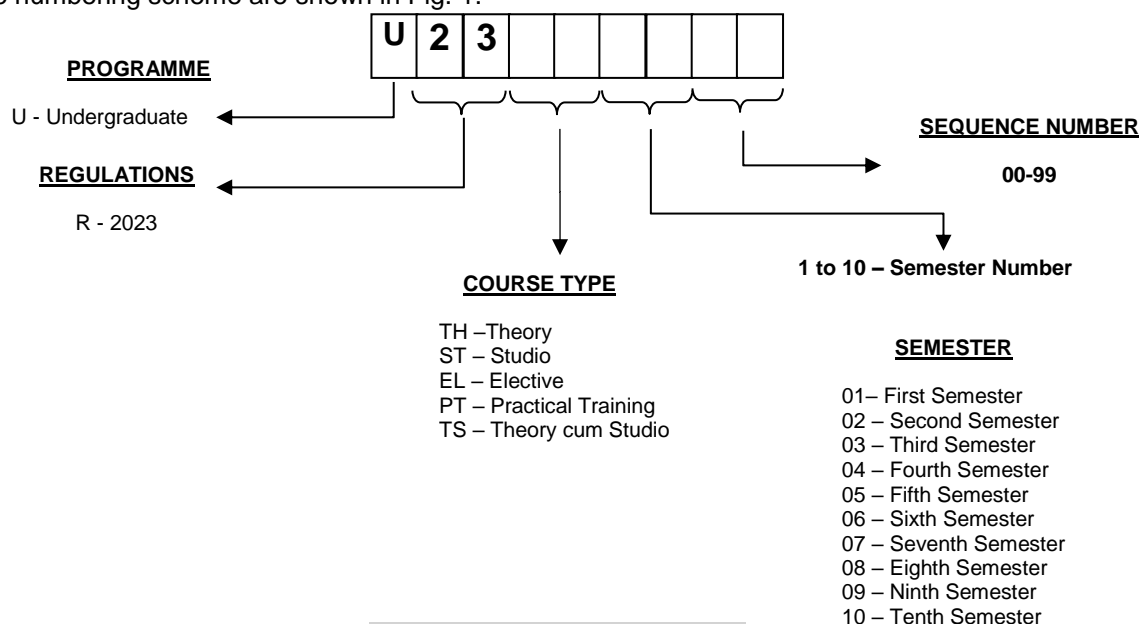 numbering scheme are shown in Fig. 1.
U 2 3
PROGRAMME
U - Undergraduate
SEQUENCE NUMBER
00-99
REGULATIONS
R - 2023
1 to 10 – Semester Number
COURSE TYPE
TH –Theory
ST – Studio
EL – Elective
PT – Practical Training
TS – Theory cum Studio
SEMESTER
01– First Semester
02 – Second Semester
03 – Third Semester
04 – Fourth Semester
05 – Fifth Semester
06 – Sixth Semester
07 – Seventh Semester
08 – Eighth Semester
09 – Ninth Semester
10 – Tenth Semester